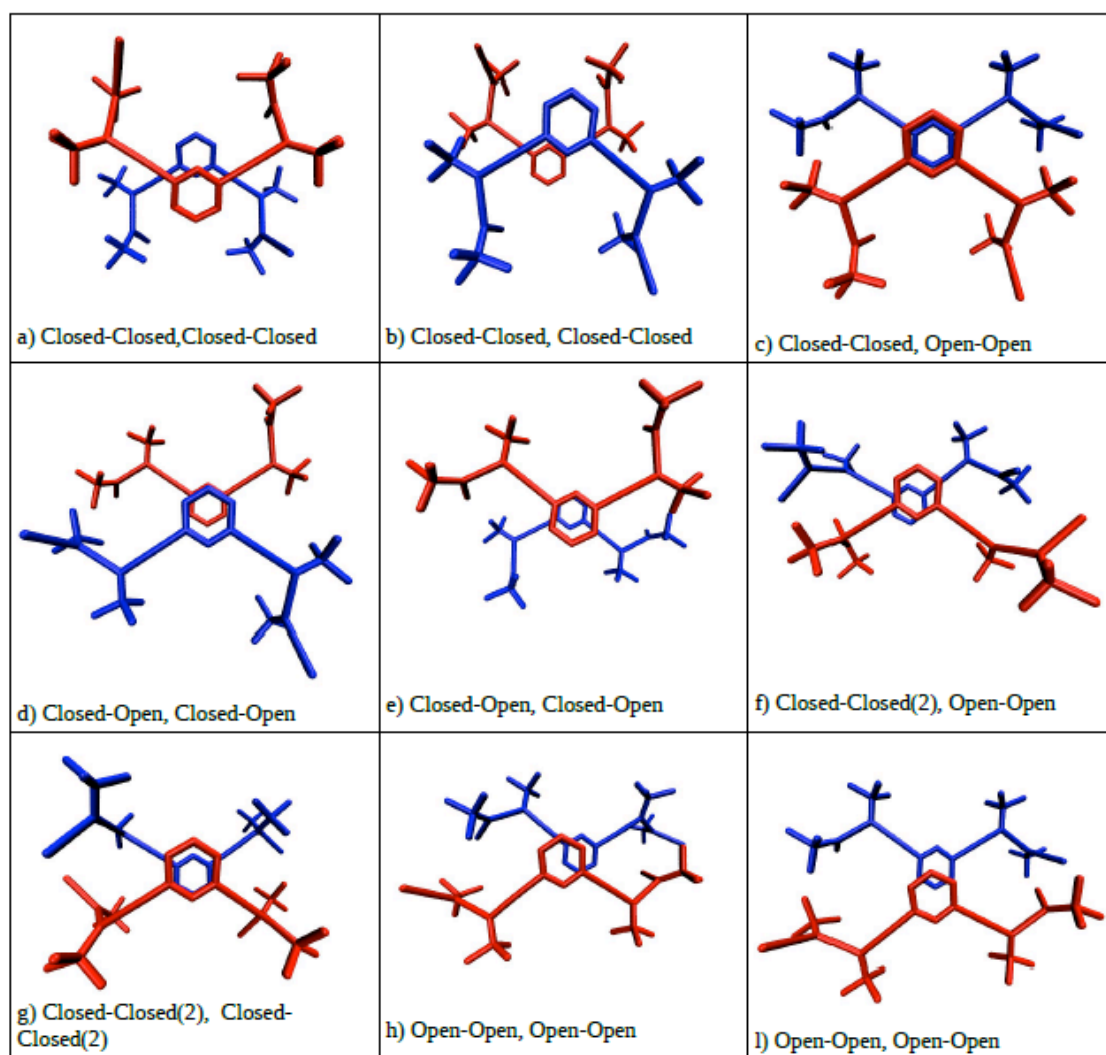 a) Closed-Closed,Closed-Closed
b) Closed-Closed, Closed-Closed
c) Closed-Closed, Open-Open
d) Closed-Open, Closed-Open
e) Closed-Open, Closed-Open
f) Closed-Closed(2), Open-Open
g) Closed-Closed(2), Closed-
Closed(2)
h) Open-Open, Open-Open
l) Open-Open, Open-Open